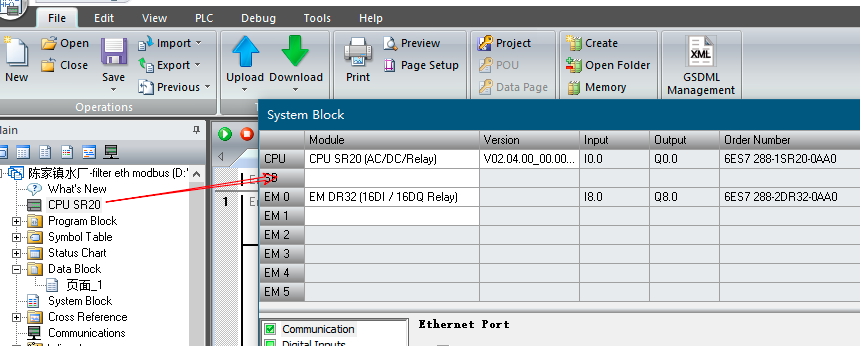 File Edit View PLC Debug Tools Help
New Open Close Save Import Export Previous Upload Download Print Preview Page Setup Project POU Data Page Create Open Folder Memory GSDML Management
XML
Operations
System Block
Module Version Input Output Order Number
CPU CPU SR20 (AC/DC/Relay) V02.04.00_00.00... I0.0 Q0.0 6ES7 288-1SR20-0AA0
SB
EM 0 EM DR32 (16DI / 16DQ Relay) I8.0 Q8.0 6ES7 288-2DR32-0AA0
EM 1
EM 2
EM 3
EM 4
EM 5
Communication
Digital Inputs
Ethernet Port
1
陈家镇水厂-filter eth modbus (D:\
What's New
CPU SR20
Program Block
Symbol Table
Status Chart
Data Block
页面_1
System Block
Cross Reference
Communications